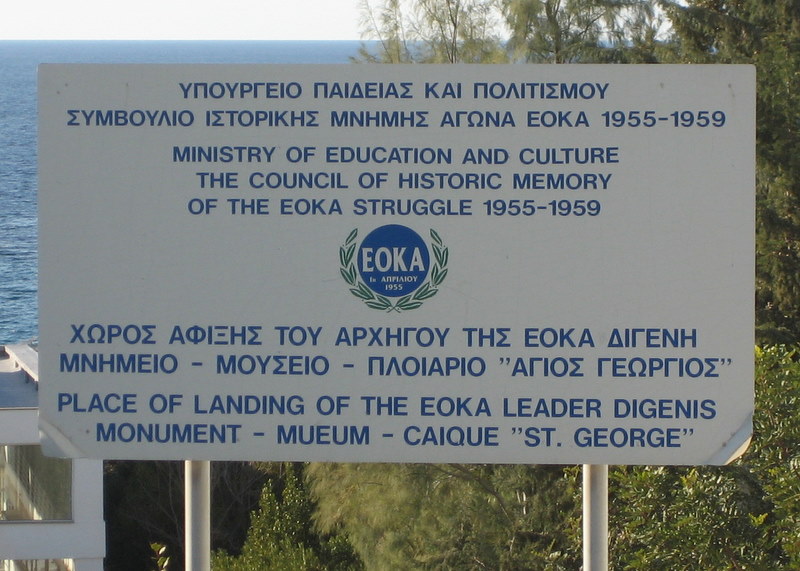 ΥΠΟΥΡΓΕΙΟ ΠΑΙΔΕΙΑΣ ΚΑΙ ΠΟΛΙΤΙΣΜΟΥ
ΣΥΜΒΟΥΛΙΟ ΙΣΤΟΡΙΚΗΣ ΜΝΗΜΗΣ ΑΓΩΝΑ ΕΟΚΑ 1955-1959
MINISTRY OF EDUCATION AND CULTURE
THE COUNCIL OF HISTORIC MEMORY
OF THE EOKA STRUGGLE 1955-1959
ΕΟΚΑ
1η ΑΠΡΙΛΙΟΥ
1955
ΧΩΡΟΣ ΑΦΙΞΗΣ ΤΟΥ ΑΡΧΗΓΟΥ ΤΗΣ ΕΟΚΑ ΔΙΓΕΝΗ
ΜΝΗΜΕΙΟ - ΜΟΥΣΕΙΟ - ΠΛΟΙΑΡΙΟ "ΑΓΙΟΣ ΓΕΩΡΓΙΟΣ"
PLACE OF LANDING OF THE EOKA LEADER DIGENIS
MONUMENT - MUEUM - CAIQUE "ST. GEORGE"